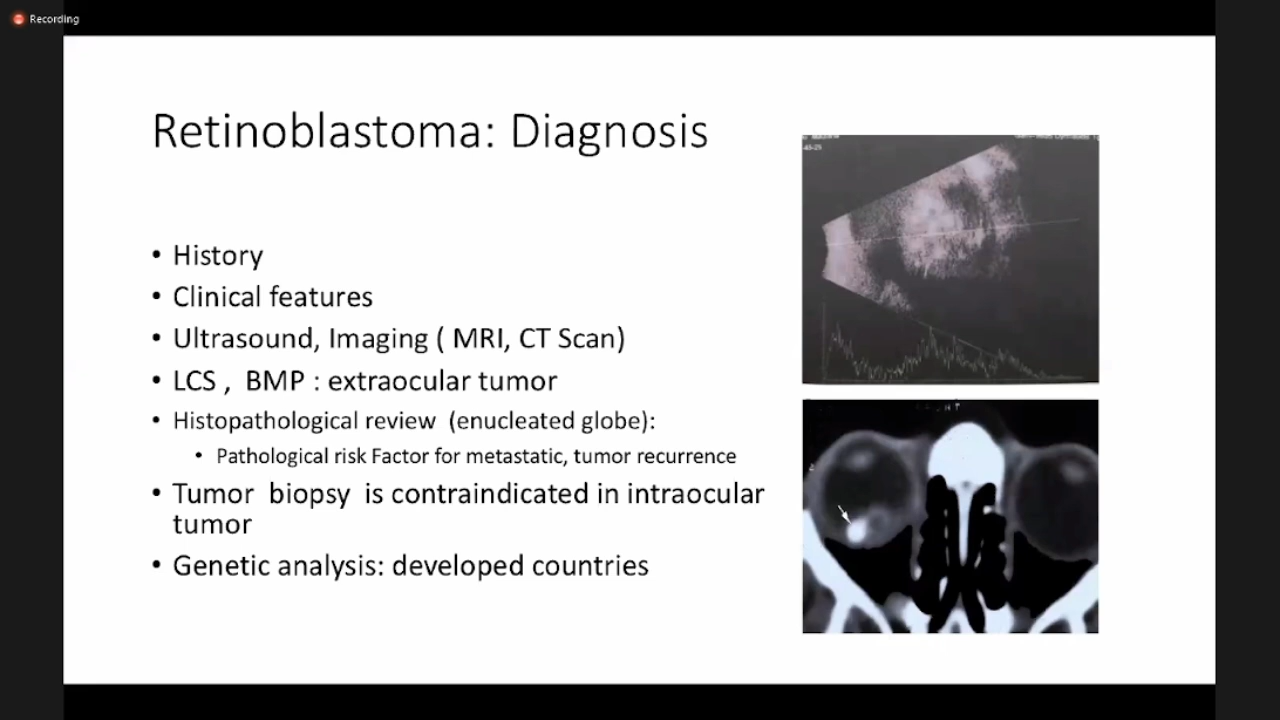 Recording
Retinoblastoma: Diagnosis
• History
• Clinical features
• Ultrasound, Imaging ( MRI, CT Scan)
• LCS , BMP : extraocular tumor
• Histopathological review (enucleated globe):
• Pathological risk Factor for metastatic, tumor recurrence
• Tumor biopsy is contraindicated in intraocular
tumor
• Genetic analysis: developed countries